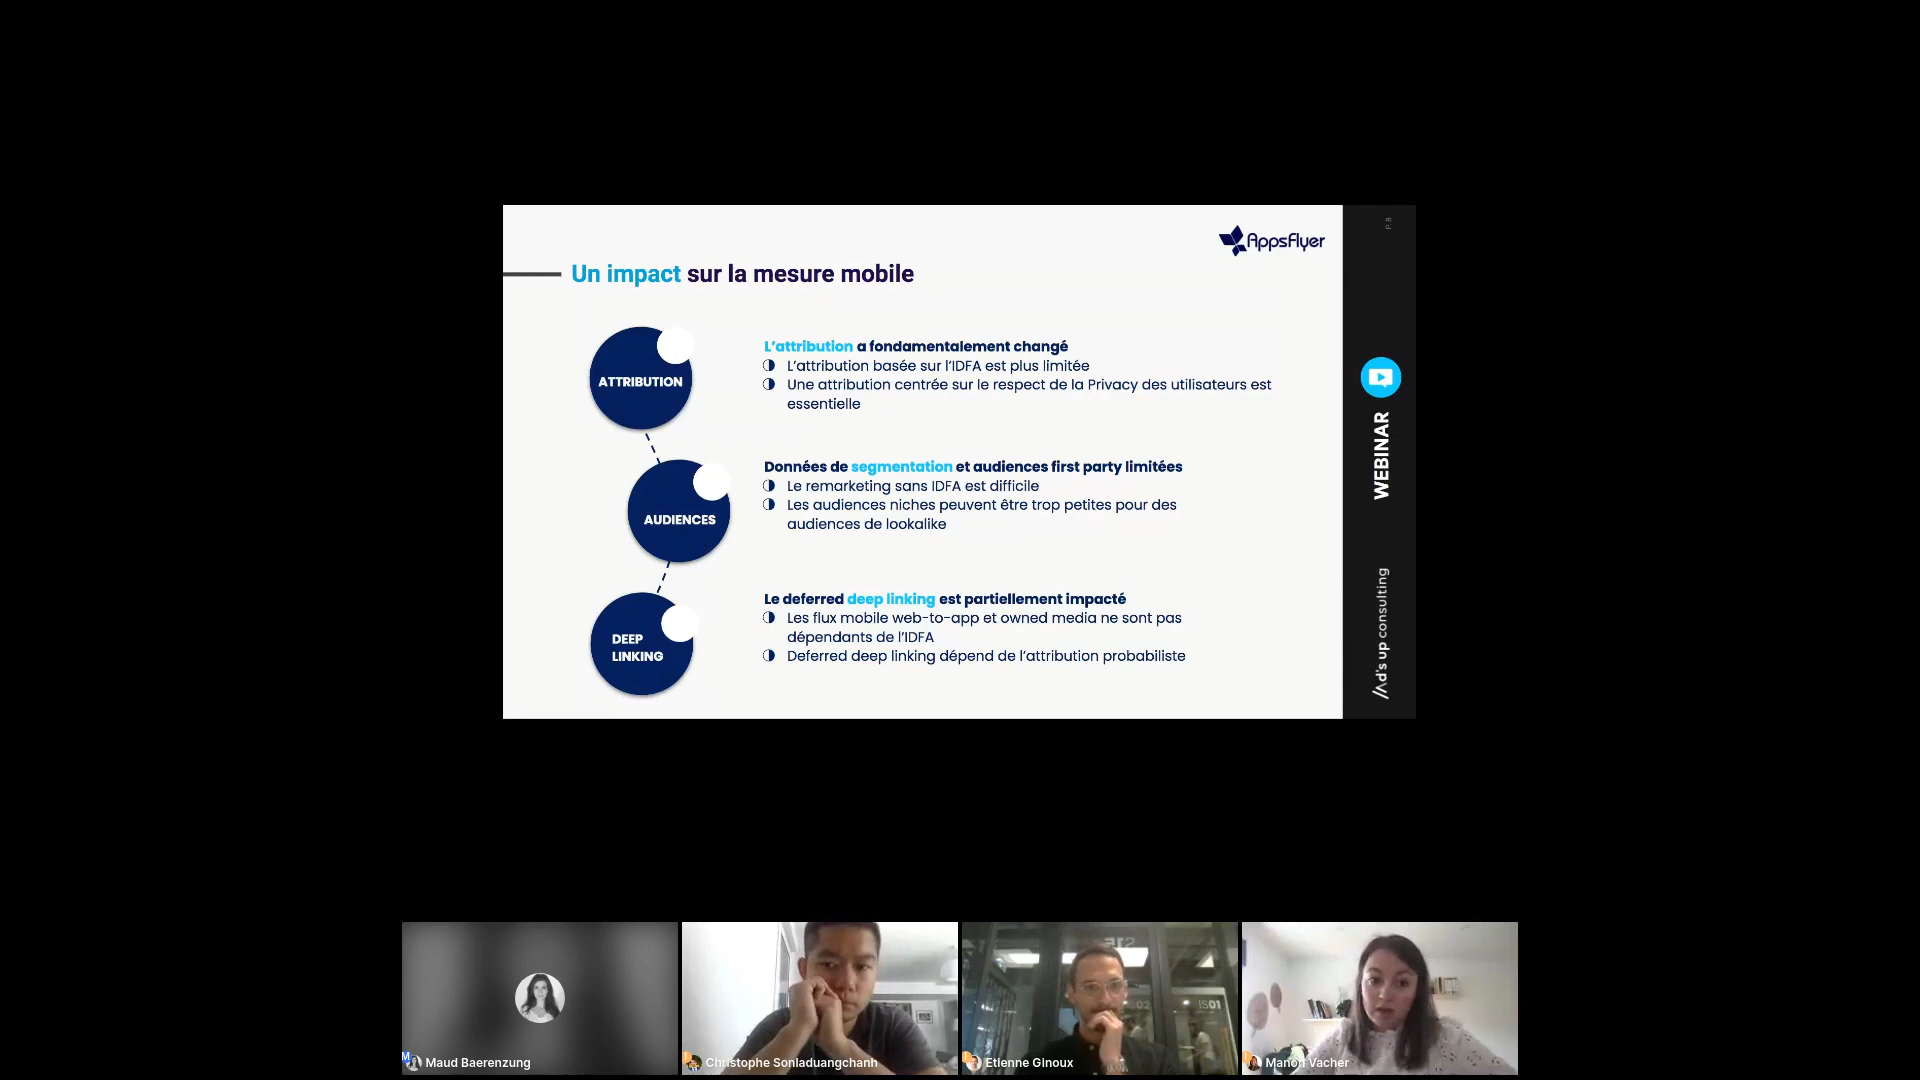 AppsFlyer
P.8
Un impact sur la mesure mobile
ATTRIBUTION
L'attribution a fondamentalement changé
L'attribution basée sur l'IDFA est plus limitée
Une attribution centrée sur le respect de la Privacy des utilisateurs est
essentielle
AUDIENCES
Données de segmentation et audiences first party limitées
Le remarketing sans IDFA est difficile
Les audiences niches peuvent être trop petites pour des
audiences de lookalike
DEEP
LINKING
Le deferred deep linking est partiellement impacté
Les flux mobile web-to-app et owned media ne sont pas
dépendants de l'IDFA
Deferred deep linking dépend de l'attribution probabiliste
WEBINAR
//\d's up consulting
Maud Baerenzung
Christophe Sonladuangchanh
Etienne Ginoux
Manon Vacher